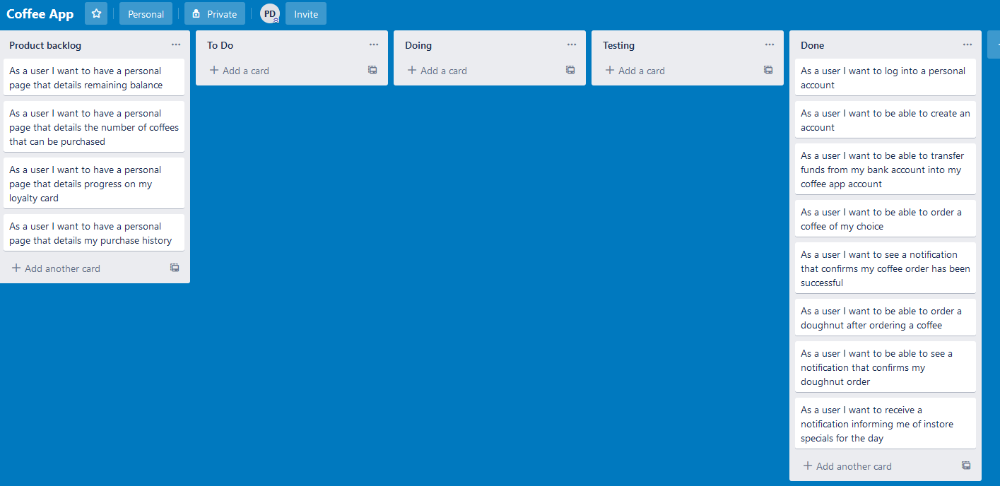 Coffee App
Personal
Private
PD
Invite
Product backlog
As a user I want to have a personal
page that details remaining balance
As a user I want to have a personal
page that details the number of coffees
that can be purchased
As a user I want to have a personal
page that details progress on my
loyalty card
As a user I want to have a personal
page that details my purchase history
+ Add another card
To Do
+ Add a card
Doing
+ Add a card
Testing
+ Add a card
Done
As a user I want to log into a personal
account
As a user I want to be able to create an
account
As a user I want to be able to transfer
funds from my bank account into my
coffee app account
As a user I want to be able to order a
coffee of my choice
As a user I want to see a notification
that confirms my coffee order has been
successful
As a user I want to be able to order a
doughnut after ordering a coffee
As a user I want to be able to see a
notification that confirms my
doughnut order
As a user I want to receive a
notification informing me of instore
specials for the day
+ Add another card